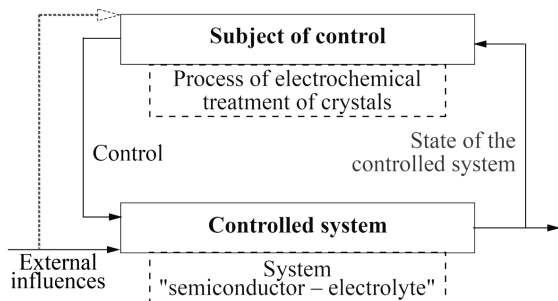 Subject of control
Process of electrochemical
treatment of crystals
Control
State of the
controlled system
Controlled system
External
influences
System
"semiconductor – electrolyte"